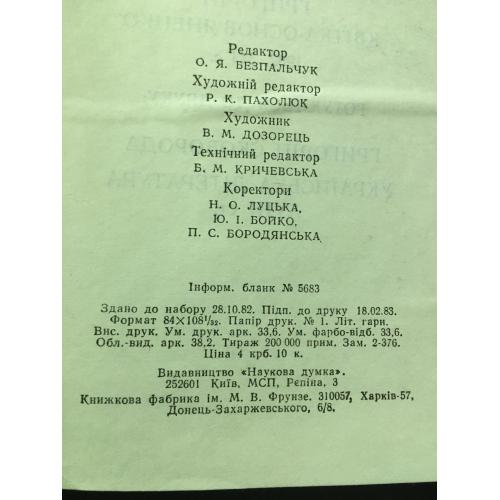 Редактор
О. Я. БЕЗПАЛЬЧУК
Художній редактор
Р. К. ПАХОЛЮК
Художник
В. М. ДОЗОРЕЦЬ
Технічний редактор
Б. М. КРИЧЕВСЬКА
Коректори
Н. О. ЛУЦЬКА,
Ю. І. БОЙКО,
П. С. БОРОДЯНСЬКА
Інформ. бланк № 5683
Здано до набору 28.10.82. Підп. до друку 18.02.83.
Формат 84×108¹/₃₂. Папір друк. № 1. Літ. гарн.
Вис. друк. Ум. друк. арк. 33,6. Ум. фарбо-відб. 33,6.
Обл.-вид. арк. 38,2. Тираж 200 000 прим. Зам. 2-376.
Ціна 4 крб. 10 к.
Видавництво «Наукова думка».
252601 Київ, МСП, Рєпіна, 3
Книжкова фабрика ім. М. В. Фрунзе. 310057, Харків-57,
Донець-Захаржевського, 6/8.